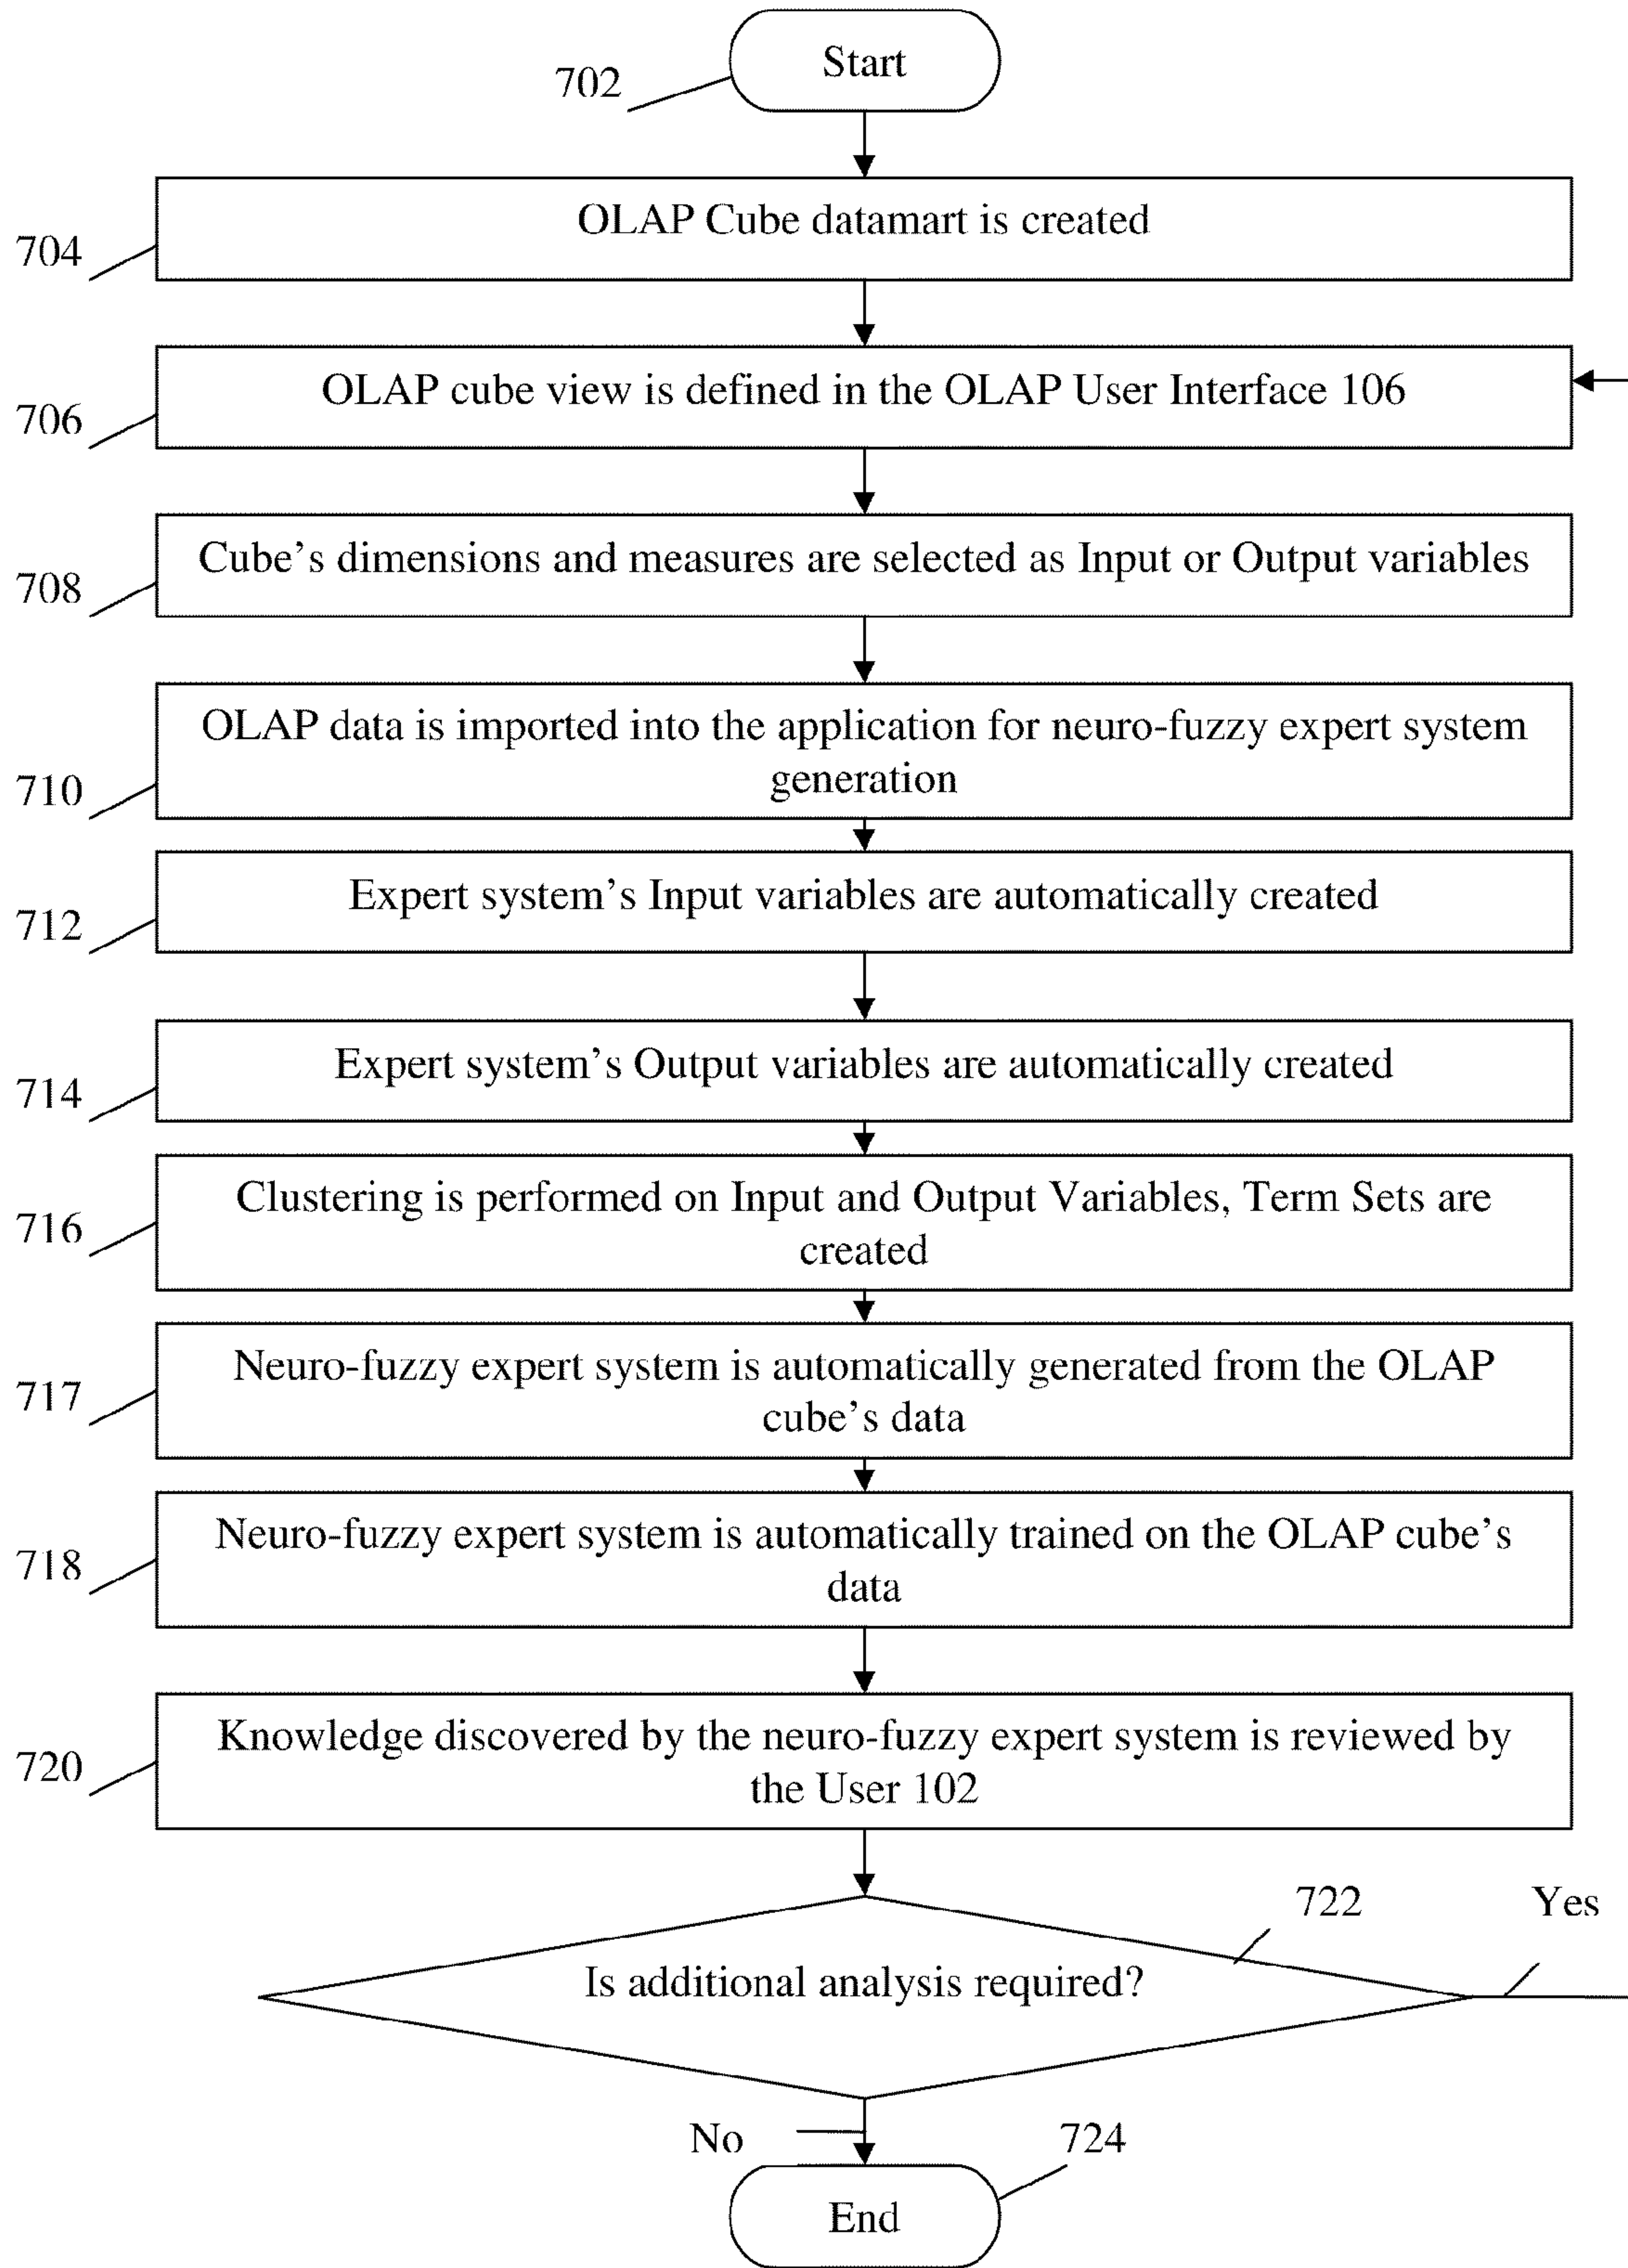 Start
702
OLAP Cube datamart is created
704
OLAP cube view is defined in the OLAP User Interface 106
706
Cube's dimensions and measures are selected as Input or Output variables
708
OLAP data is imported into the application for neuro-fuzzy expert system
generation
710
Expert system's Input variables are automatically created
712
Expert system's Output variables are automatically created
714
Clustering is performed on Input and Output Variables, Term Sets are
created
716
Neuro-fuzzy expert system is automatically generated from the OLAP
cube's data
717
Neuro-fuzzy expert system is automatically trained on the OLAP cube's
data
718
Knowledge discovered by the neuro-fuzzy expert system is reviewed by
the User 102
720
722
Yes
Is additional analysis required?
No
724
End